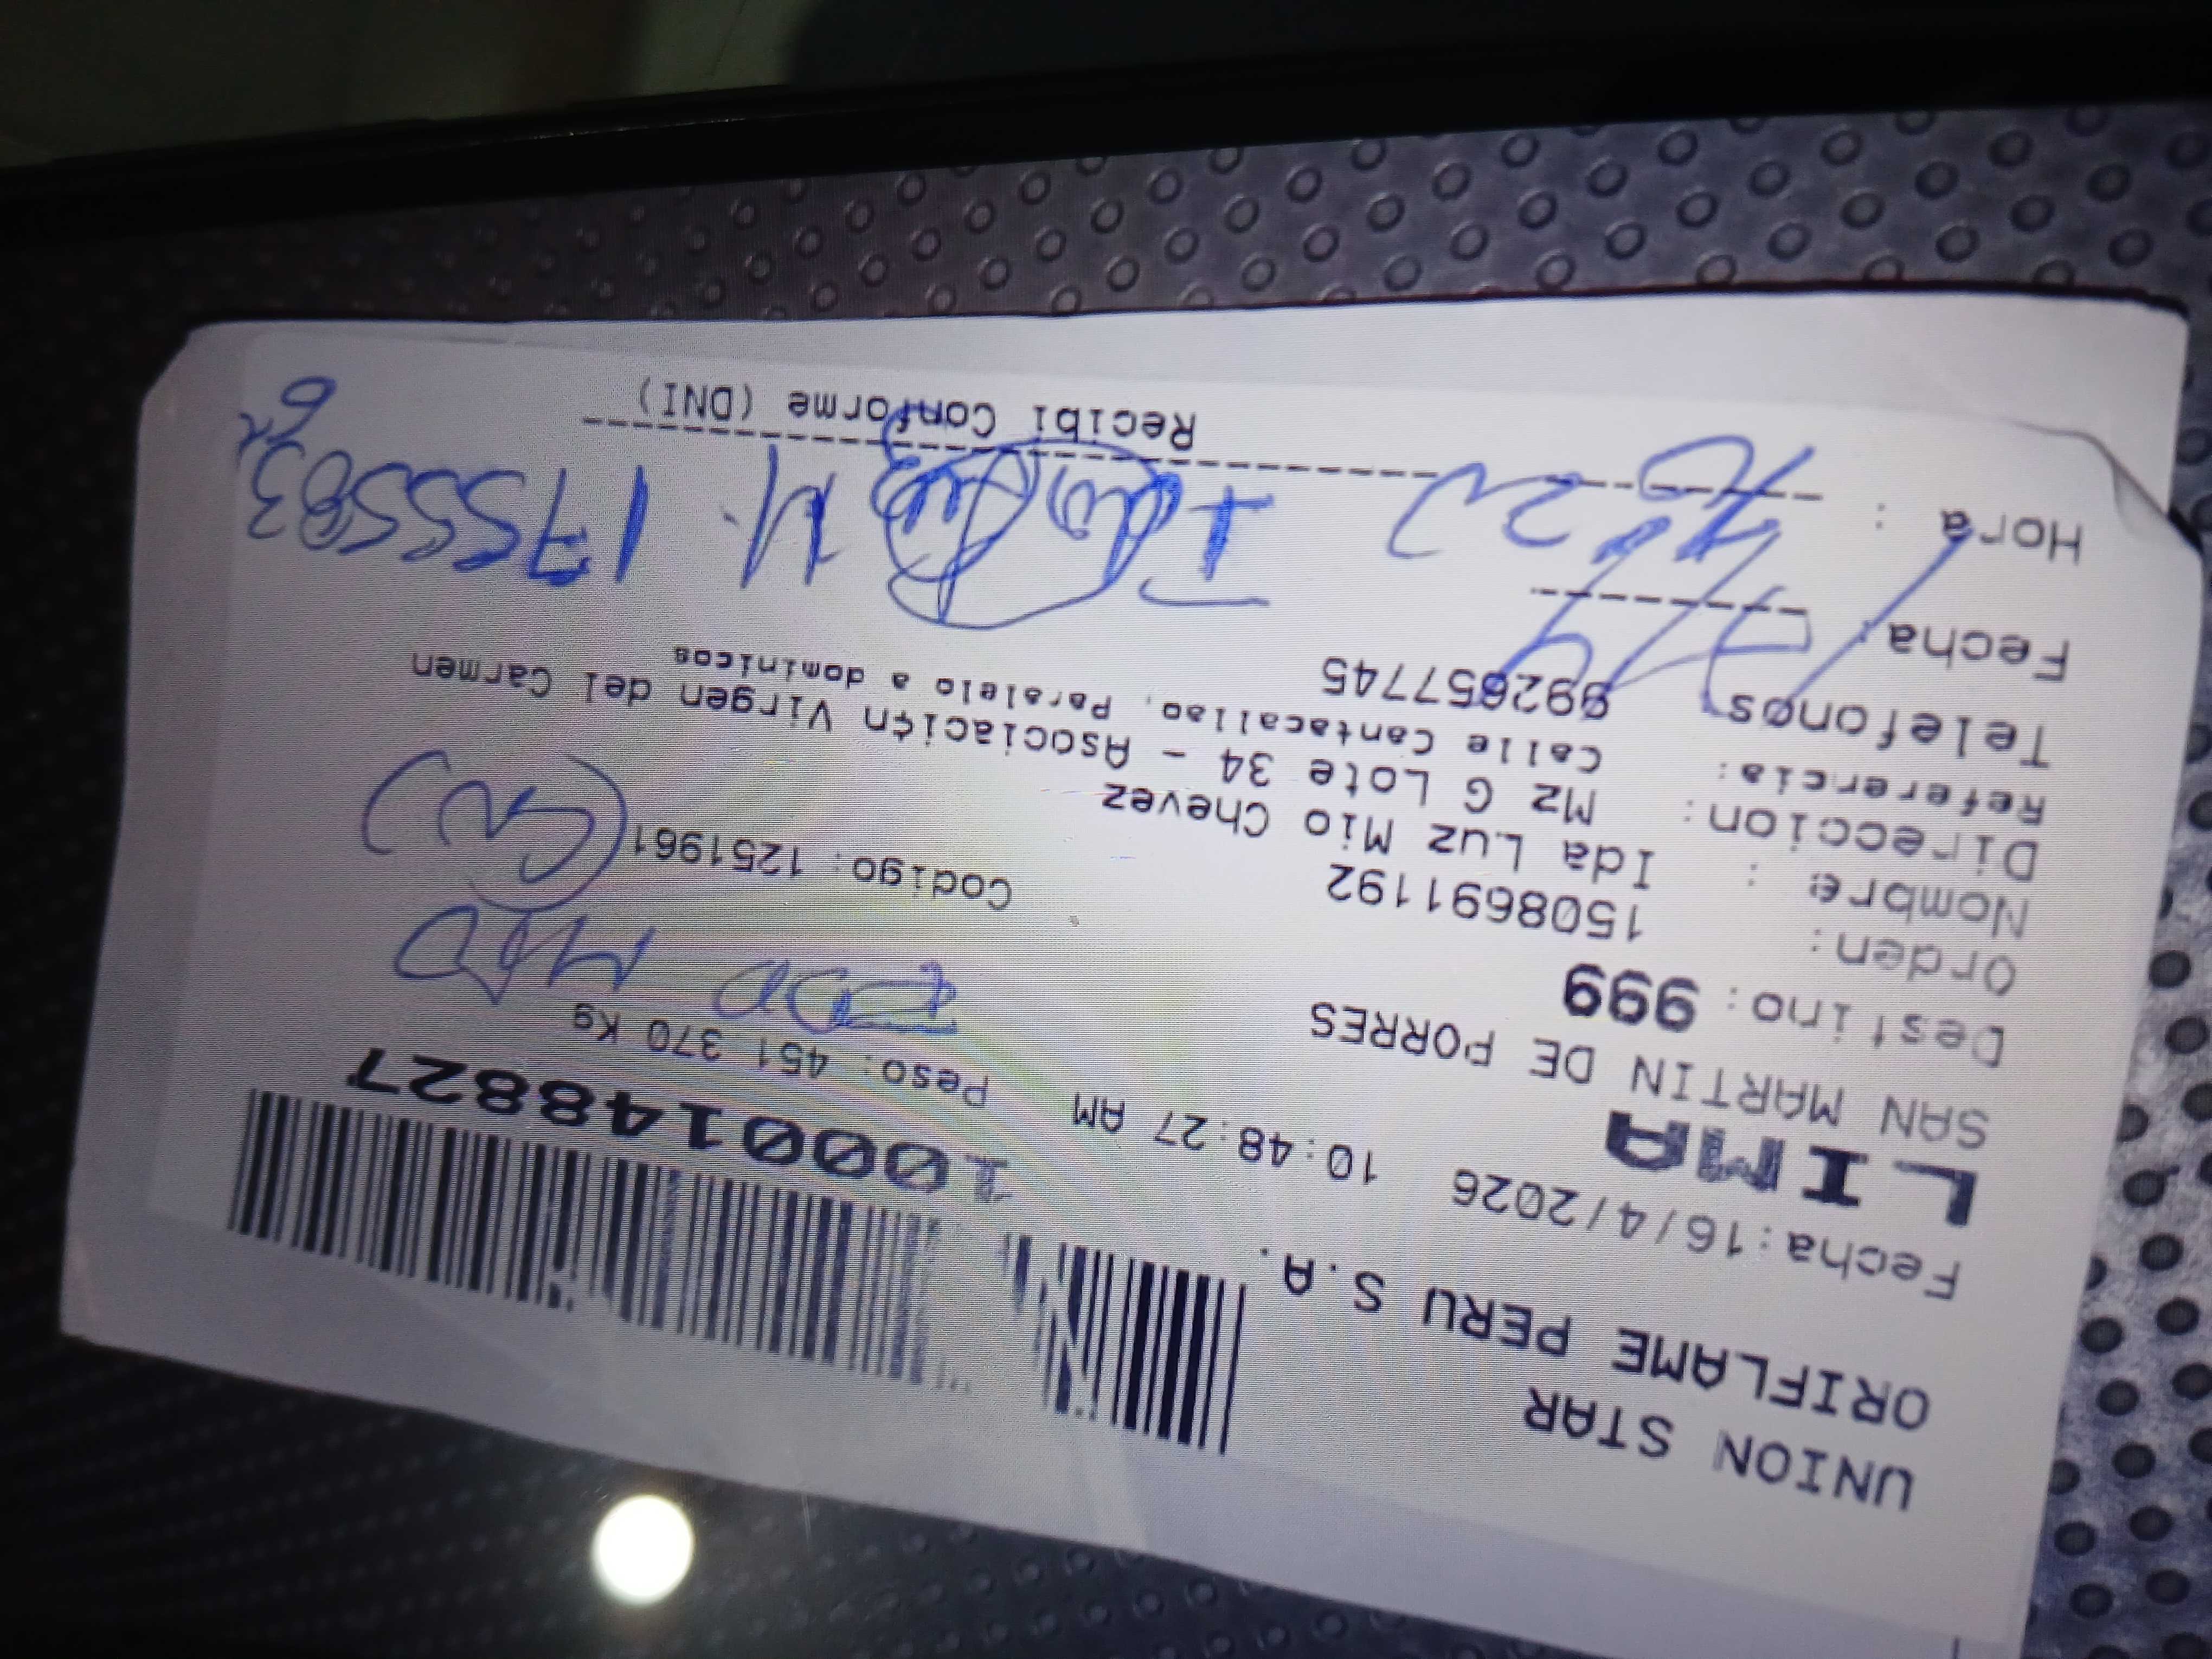 UNION STAR
ORIFLAME PERU S.A.
Fecha:16/4/2026 10:48:27 AM
LIMA
SAN MARTIN DE PORRES
10001148827
Peso: 451 370 Kg
Destino: 999
Orden: 1508691192
Codigo: 1251961
Nombre : Ida Luz Mio Chevez
Direccion: Mz G Lote 34 - Asociaci¢n Virgen del Carmen
Referencia: Calle Cantacallao, Paralelo a dominicos
Telefonos 992657745
Fecha:
Hora :
Recibi Conforme (DNI)